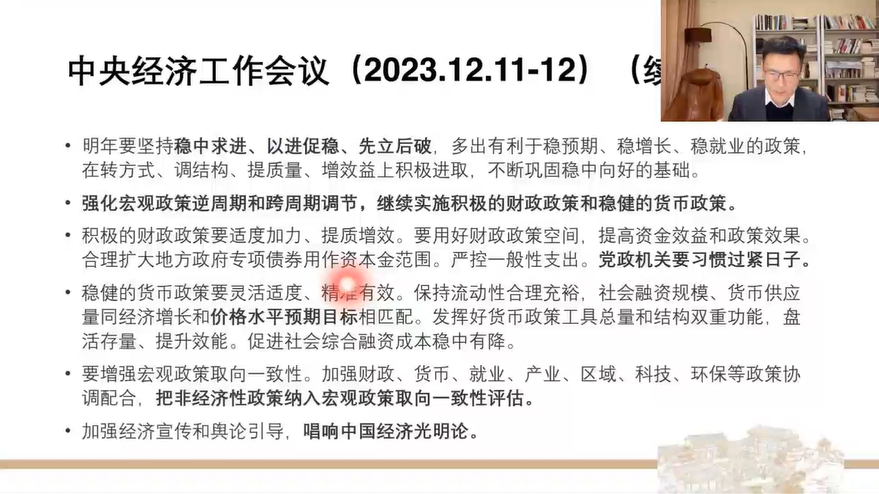 中央经济工作会议（2023.12.11-12）（续
• 明年要坚持稳中求进、以进促稳、先立后破，多出有利于稳预期、稳增长、稳就业的政策，
在转方式、调结构、提质量、增效益上积极进取，不断巩固稳中向好的基础。
• 强化宏观政策逆周期和跨周期调节，继续实施积极的财政政策和稳健的货币政策。
• 积极的财政政策要适度加力、提质增效。要用好财政政策空间，提高资金效益和政策效果。
合理扩大地方政府专项债券用作资本金范围。严控一般性支出。党政机关要习惯过紧日子。
• 稳健的货币政策要灵活适度、精准有效。保持流动性合理充裕，社会融资规模、货币供应
量同经济增长和价格水平预期目标相匹配。发挥好货币政策工具总量和结构双重功能，盘
活存量、提升效能。促进社会综合融资成本稳中有降。
• 要增强宏观政策取向一致性。加强财政、货币、就业、产业、区域、科技、环保等政策协
调配合，把非经济性政策纳入宏观政策取向一致性评估。
• 加强经济宣传和舆论引导，唱响中国经济光明论。